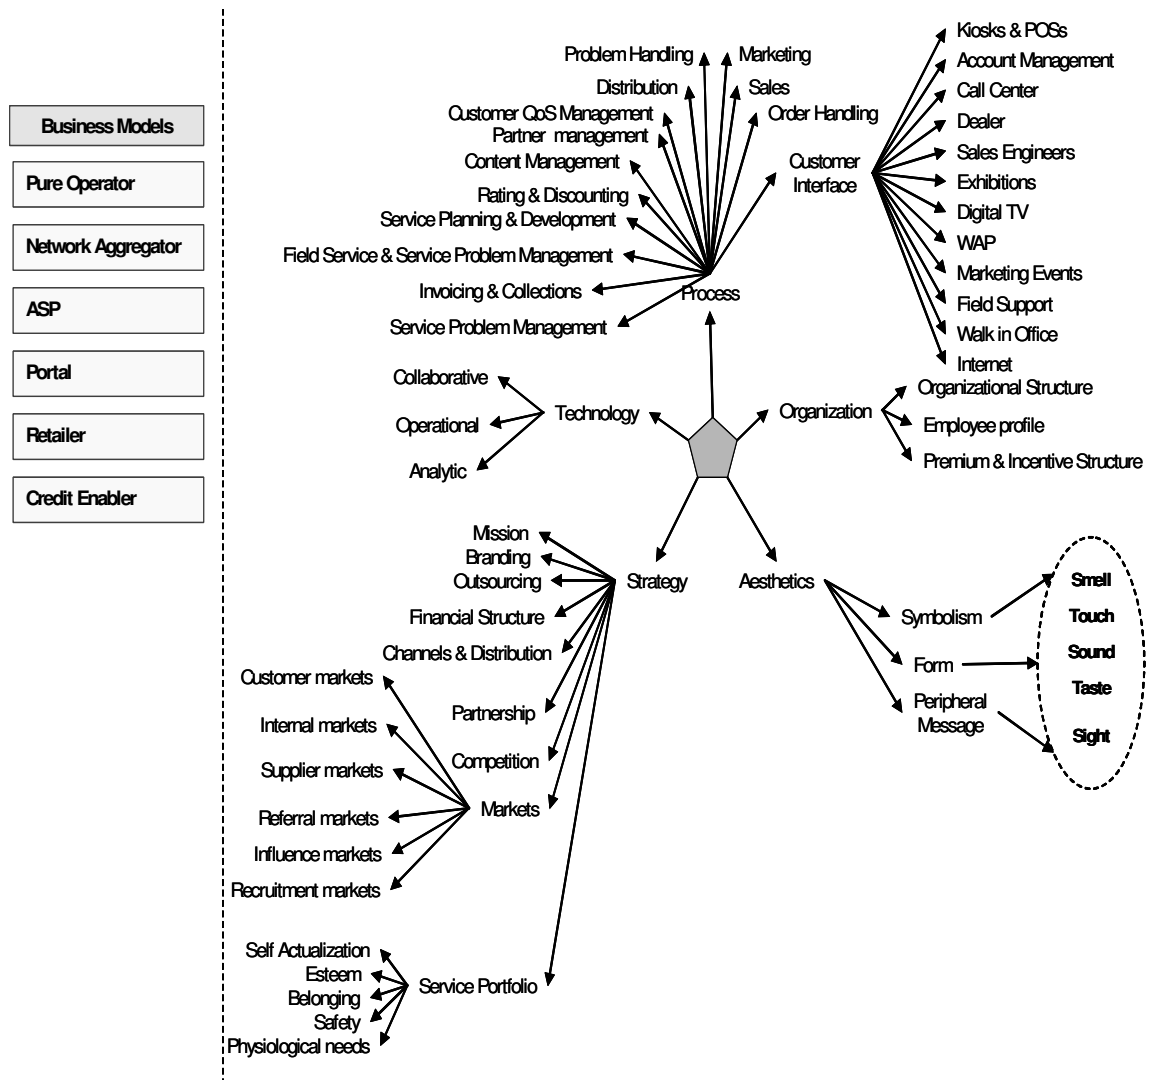 Business Models
Pure Operator
Network Aggregator
ASP
Portal
Retailer
Credit Enabler
Problem Handling
Marketing
Distribution
Sales
Customer QoS Management
Order Handling
Partner management
Content Management
Rating & Discounting
Service Planning & Development
Field Service & Service Problem Management
Invoicing & Collections
Service Problem Management
Process
Customer
Interface
Kiosks & POSs
Account Management
Call Center
Dealer
Sales Engineers
Exhibitions
Digital TV
WAP
Marketing Events
Field Support
Walk in Office
Internet
Collaborative
Operational
Analytic
Technology
Organization
Organizational Structure
Employee profile
Premium & Incentive Structure
Mission
Branding
Outsourcing
Financial Structure
Channels & Distribution
Partnership
Competition
Markets
Strategy
Customer markets
Internal markets
Supplier markets
Referral markets
Influence markets
Recruitment markets
Self Actualization
Esteem
Belonging
Safety
Physiological needs
Service Portfolio
Aesthetics
Symbolism
Form
Peripheral
Message
Smell
Touch
Sound
Taste
Sight